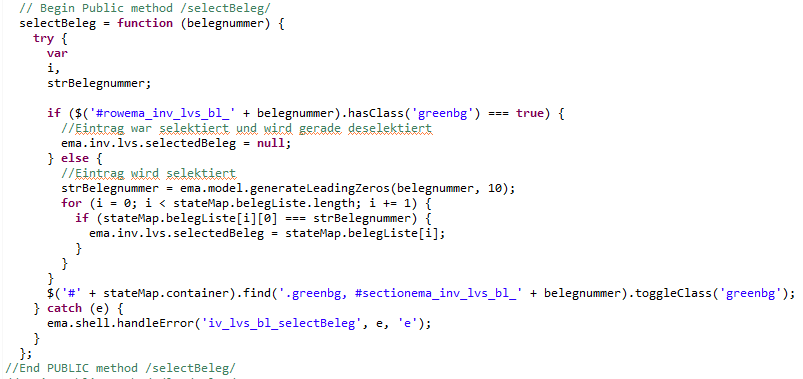 // Begin Public method /selectBeleg/
selectBeleg = function (belegnummer) {
try {
var
i,
strBelegnummer;
if ($('#rowema_inv_lvs_bl_' + belegnummer).hasClass('greenbg') === true) {
//Eintrag war selektiert und wird gerade deselektiert
ema.inv.lvs.selectedBeleg = null;
} else {
//Eintrag wird selektiert
strBelegnummer = ema.model.generateLeadingZeros(belegnummer, 10);
for (i = 0; i < stateMap.belegListe.length; i += 1) {
if (stateMap.belegListe[i][0] === strBelegnummer) {
ema.inv.lvs.selectedBeleg = stateMap.belegListe[i];
}
}
}
$('#' + stateMap.container).find('.greenbg, #sectionema_inv_lvs_bl_' + belegnummer).toggleClass('greenbg');
} catch (e) {
ema.shell.handleError('iv_lvs_bl_selectBeleg', e, 'e');
}
};
//End PUBLIC method /selectBeleg/